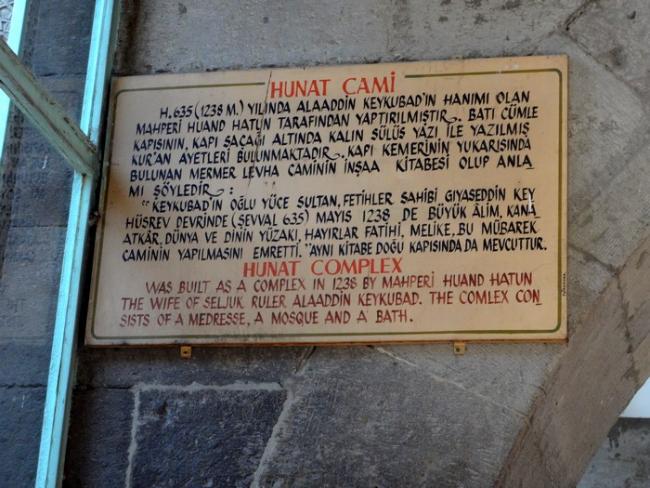 HUNAT CAMİ
H.635 (1238 M.) YILINDA ALAADDİN KEYKUBAD'IN HANIMI OLAN
MAHPERİ HUAND HATUN TARAFINDAN YAPTIRILMIŞTIR. BATI CÜMLE
KAPISININ, KAPI SAÇAĞI ALTINDA KALIN SÜLÜS YAZI İLE YAZILMIŞ
KUR'AN AYETLERİ BULUNMAKTADIR. KAPI KEMERİNİN YUKARISINDA
BULUNAN MERMER LEVHA CAMİNİN İNŞAA KİTABESİ OLUP ANLA_
MI ŞÖYLEDİR :
"KEYKUBAD'IN OĞLU YÜCE SULTAN, FETİHLER SAHİBİ GIYASEDDİN KEY
HÜSREV DEVRİNDE (ŞEVVAL 635) MAYIS 1238 DE BÜYÜK ÂLİM, KANA_
ATKÂR, DÜNYA VE DİNİN YÜZAKI, HAYIRLAR FATİHİ, MELİKE, BU MÜBAREK
CAMİNİN YAPILMASINI EMRETTİ." AYNI KİTABE DOĞU KAPISINDA DA MEVCUTTUR.
HUNAT COMPLEX
WAS BUILT AS A COMPLEX IN 1238 BY MAHPERİ HUAND HATUN
THE WIFE OF SELJUK RULER ALAADDİN KEYKUBAD. THE COMLEX CON_
SISTS OF A MEDRESSE, A MOSQUE AND A' BATH.